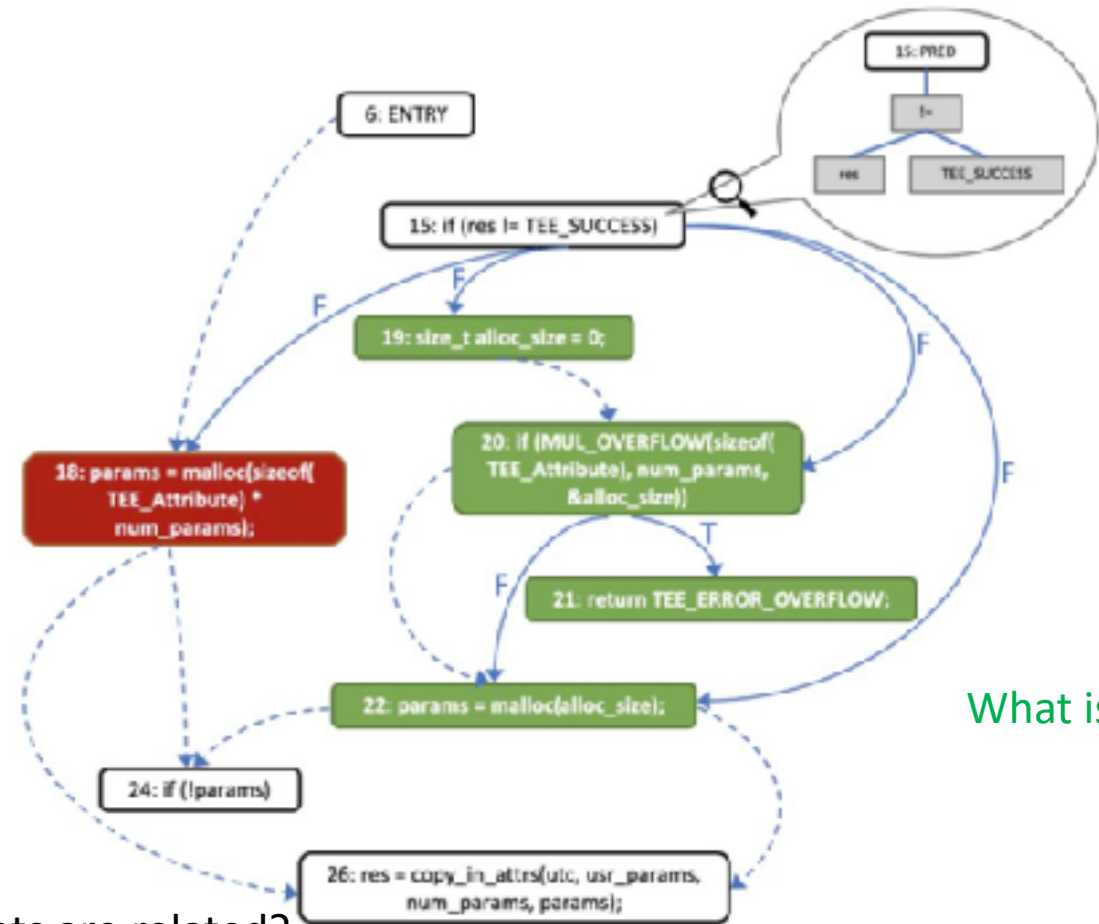 15: PRED
!=
res
TEE_SUCCESS
6: ENTRY
15: if (res != TEE_SUCCESS)
F
F
F
F
19: size_t alloc_size = 0;
18: params = malloc(sizeof(
TEE_Attribute) *
num_params);
20: if (MUL_OVERFLOW(sizeof(
TEE_Attribute), num_params,
&alloc_size))
F
T
21: return TEE_ERROR_OVERFLOW;
22: params = malloc(alloc_size);
What is
24: if (!params)
26: res = copy_in_attrs(utc, usr_params,
num_params, params);
are related?